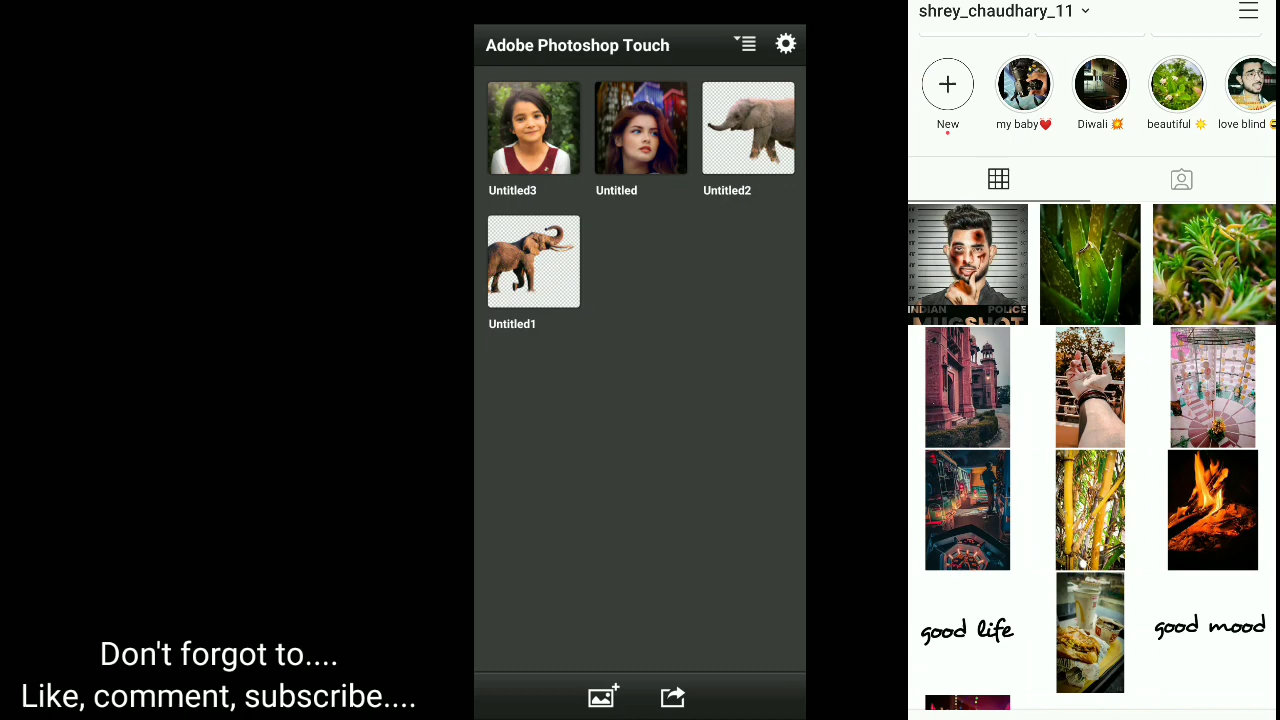 Adobe Photoshop Touch
Untitled3
Untitled
Untitled2
Untitled1
Don't forgot to....
Like, comment, subscribe....
shrey_chaudhary_11
New
my baby❤️
Diwali 💥
beautiful ☀️
love blind
INDIAN POLICE
MUGSHOT
good life
good mood